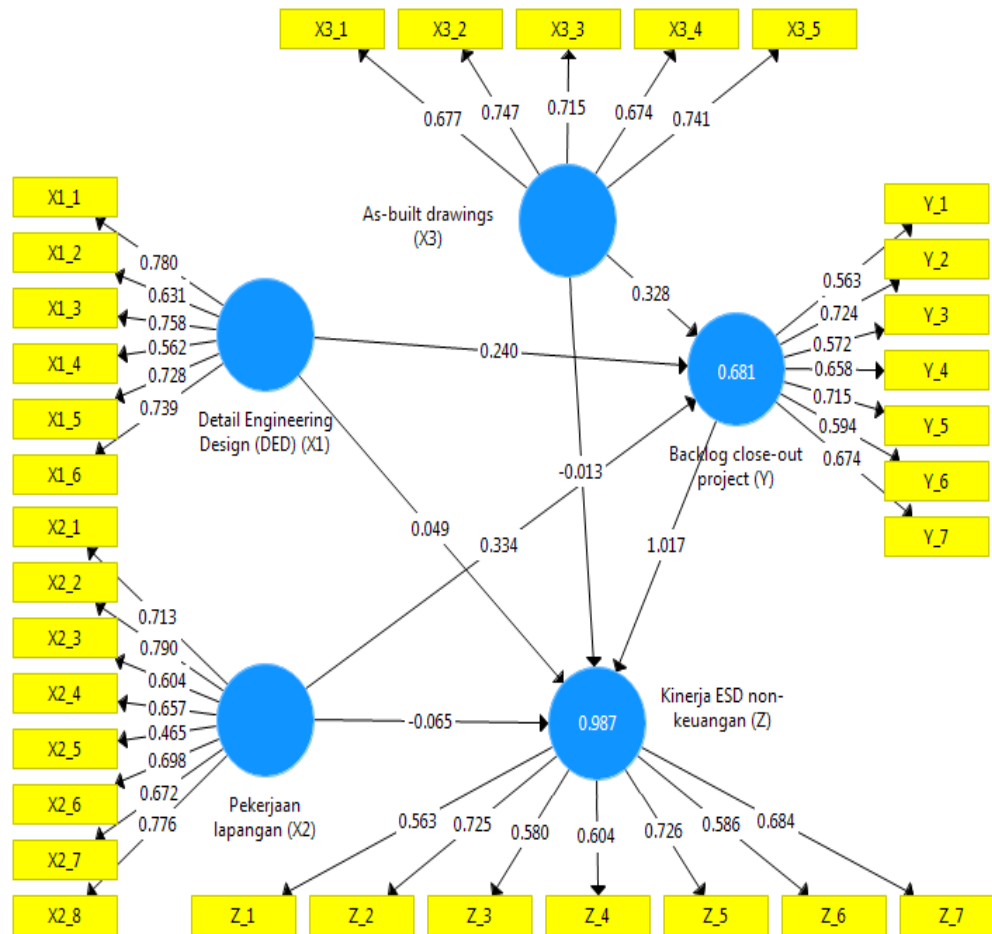 X3_1 X3_2 X3_3 X3_4 X3_5
0.677 0.747 0.715 0.674 0.741
As-built drawings
(X3)
X1_1
X1_2
X1_3
X1_4
X1_5
X1_6
0.780
0.631
0.758
0.562
0.728
0.739
Detail Engineering
Design (DED) (X1)
0.328
0.240
-0.013
0.049
0.334
1.017
-0.065
0.681
Backlog close-out
project (Y)
0.563
0.724
0.572
0.658
0.715
0.594
0.674
Y_1
Y_2
Y_3
Y_4
Y_5
Y_6
Y_7
X2_1
X2_2
X2_3
X2_4
X2_5
X2_6
X2_7
X2_8
0.713
0.790
0.604
0.657
0.465
0.698
0.672
0.776
Pekerjaan
lapangan (X2)
0.987
Kinerja ESD non-
keuangan (Z)
0.563 0.725 0.580 0.604 0.726 0.586 0.684
Z_1 Z_2 Z_3 Z_4 Z_5 Z_6 Z_7